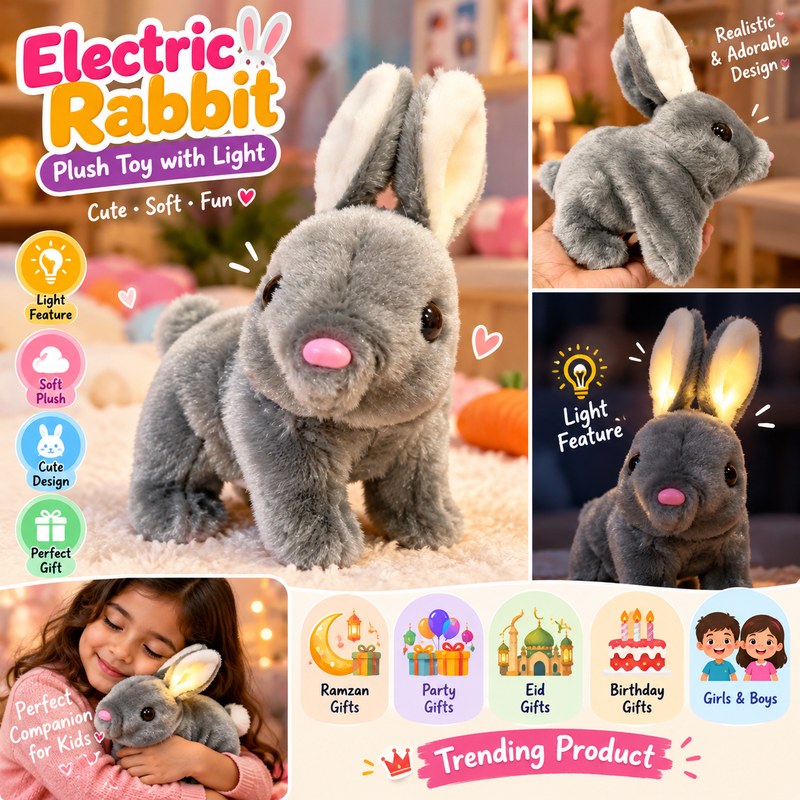 Electric
Rabbit
Plush Toy with Light
Cute • Soft • Fun
Realistic
& Adorable
Design
Light
Feature
Soft
Plush
Cute
Design
Perfect
Gift
Light
Feature
Perfect
Companion
for Kids
Ramzan
Gifts
Party
Gifts
Eid
Gifts
Birthday
Gifts
Girls & Boys
Trending Product